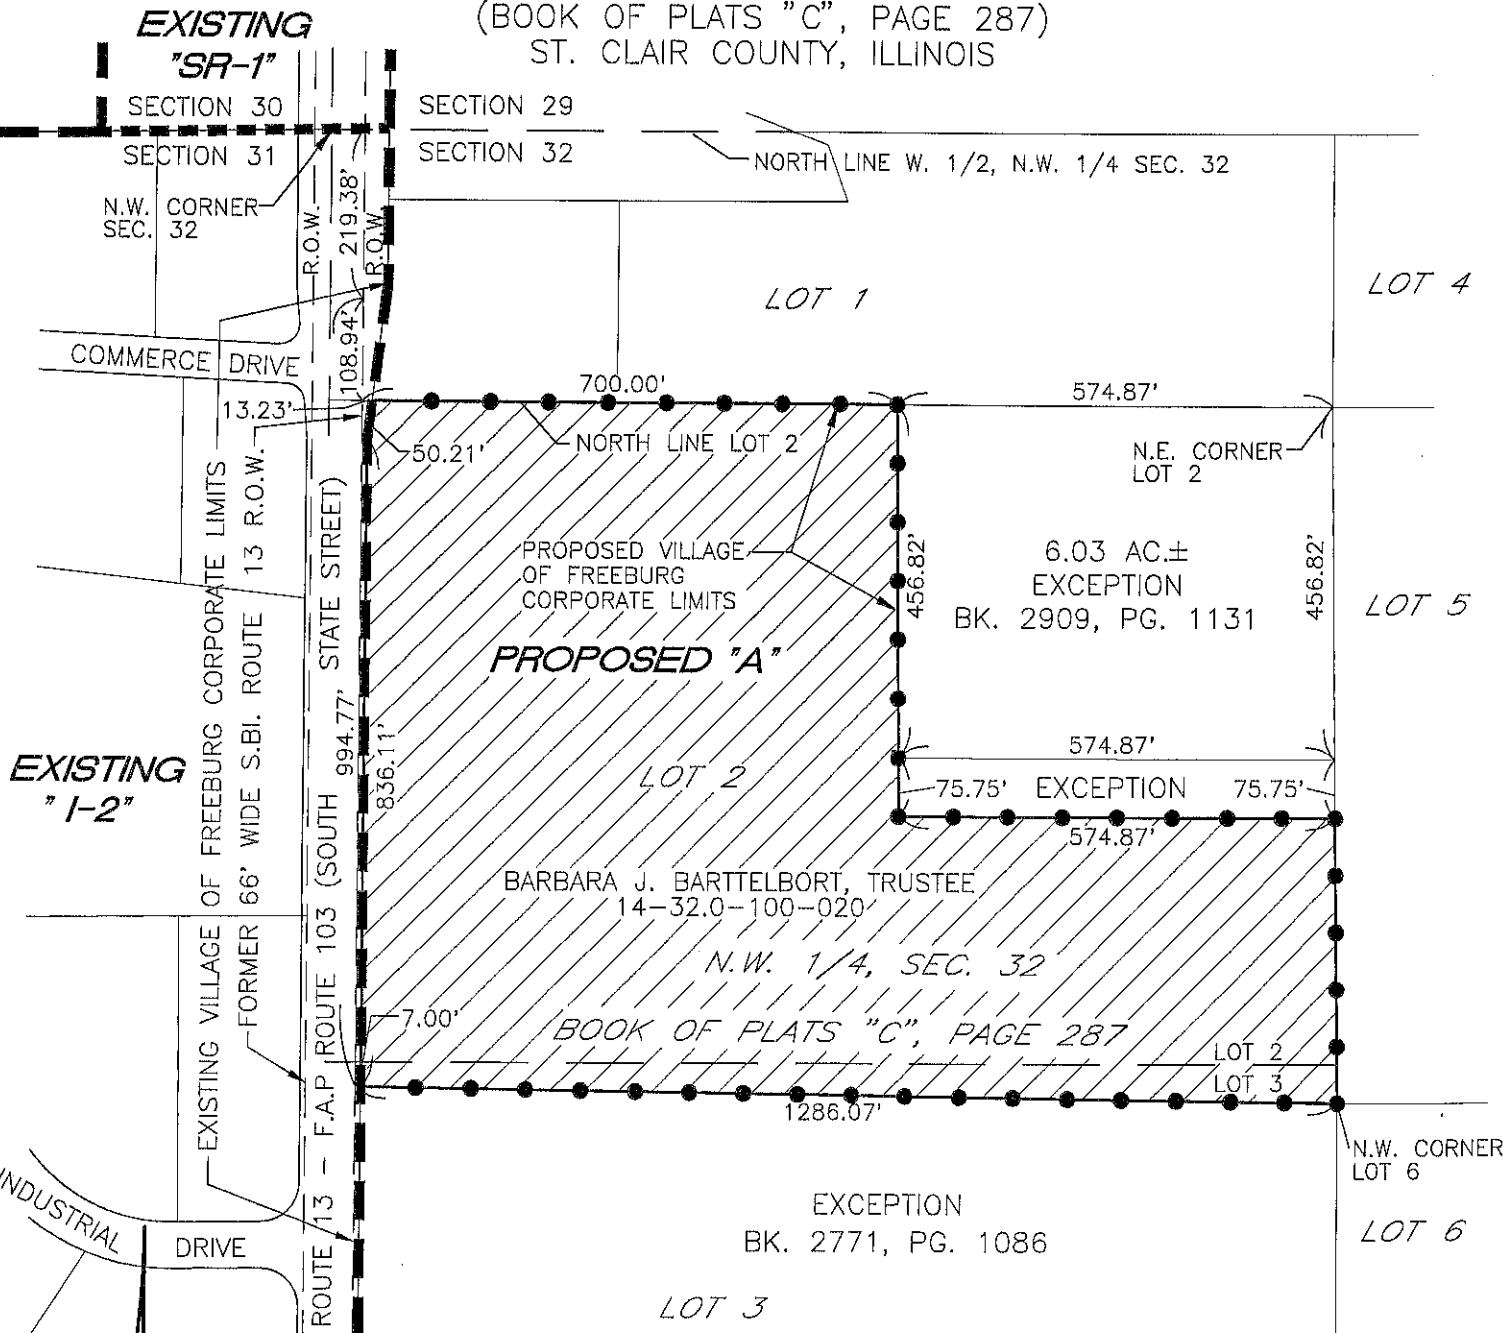 (BOOK OF PLATS "C", PAGE 287)
ST. CLAIR COUNTY, ILLINOIS
EXISTING
"SR-1"
SECTION 30
SECTION 29
SECTION 31
SECTION 32
NORTH LINE W. 1/2, N.W. 1/4 SEC. 32
N.W. CORNER
SEC. 32
R.O.W.
219.38'
R.O.W.
108.94'
LOT 1
LOT 4
COMMERCE DRIVE
700.00'
574.87'
13.23'
50.21'
NORTH LINE LOT 2
N.E. CORNER
LOT 2
PROPOSED VILLAGE
OF FREEBURG
CORPORATE LIMITS
456.82'
6.03 AC.±
EXCEPTION
BK. 2909, PG. 1131
456.82'
LOT 5
PROPOSED "A"
EXISTING
"I-2"
EXISTING VILLAGE OF FREEBURG CORPORATE LIMITS
FORMER 66' WIDE S.BI. ROUTE 13 R.O.W.
ROUTE 13 - F.A.P ROUTE 103 (SOUTH STATE STREET)
994.77'
836.11'
LOT 2
574.87'
75.75'
EXCEPTION
75.75'
574.87'
BARBARA J. BARTTELBORT, TRUSTEE
14-32.0-100-020
N.W. 1/4, SEC. 32
7.00'
BOOK OF PLATS "C", PAGE 287
LOT 2
LOT 3
1286.07'
N.W. CORNER
LOT 6
EXCEPTION
BK. 2771, PG. 1086
LOT 6
INDUSTRIAL
DRIVE
LOT 3